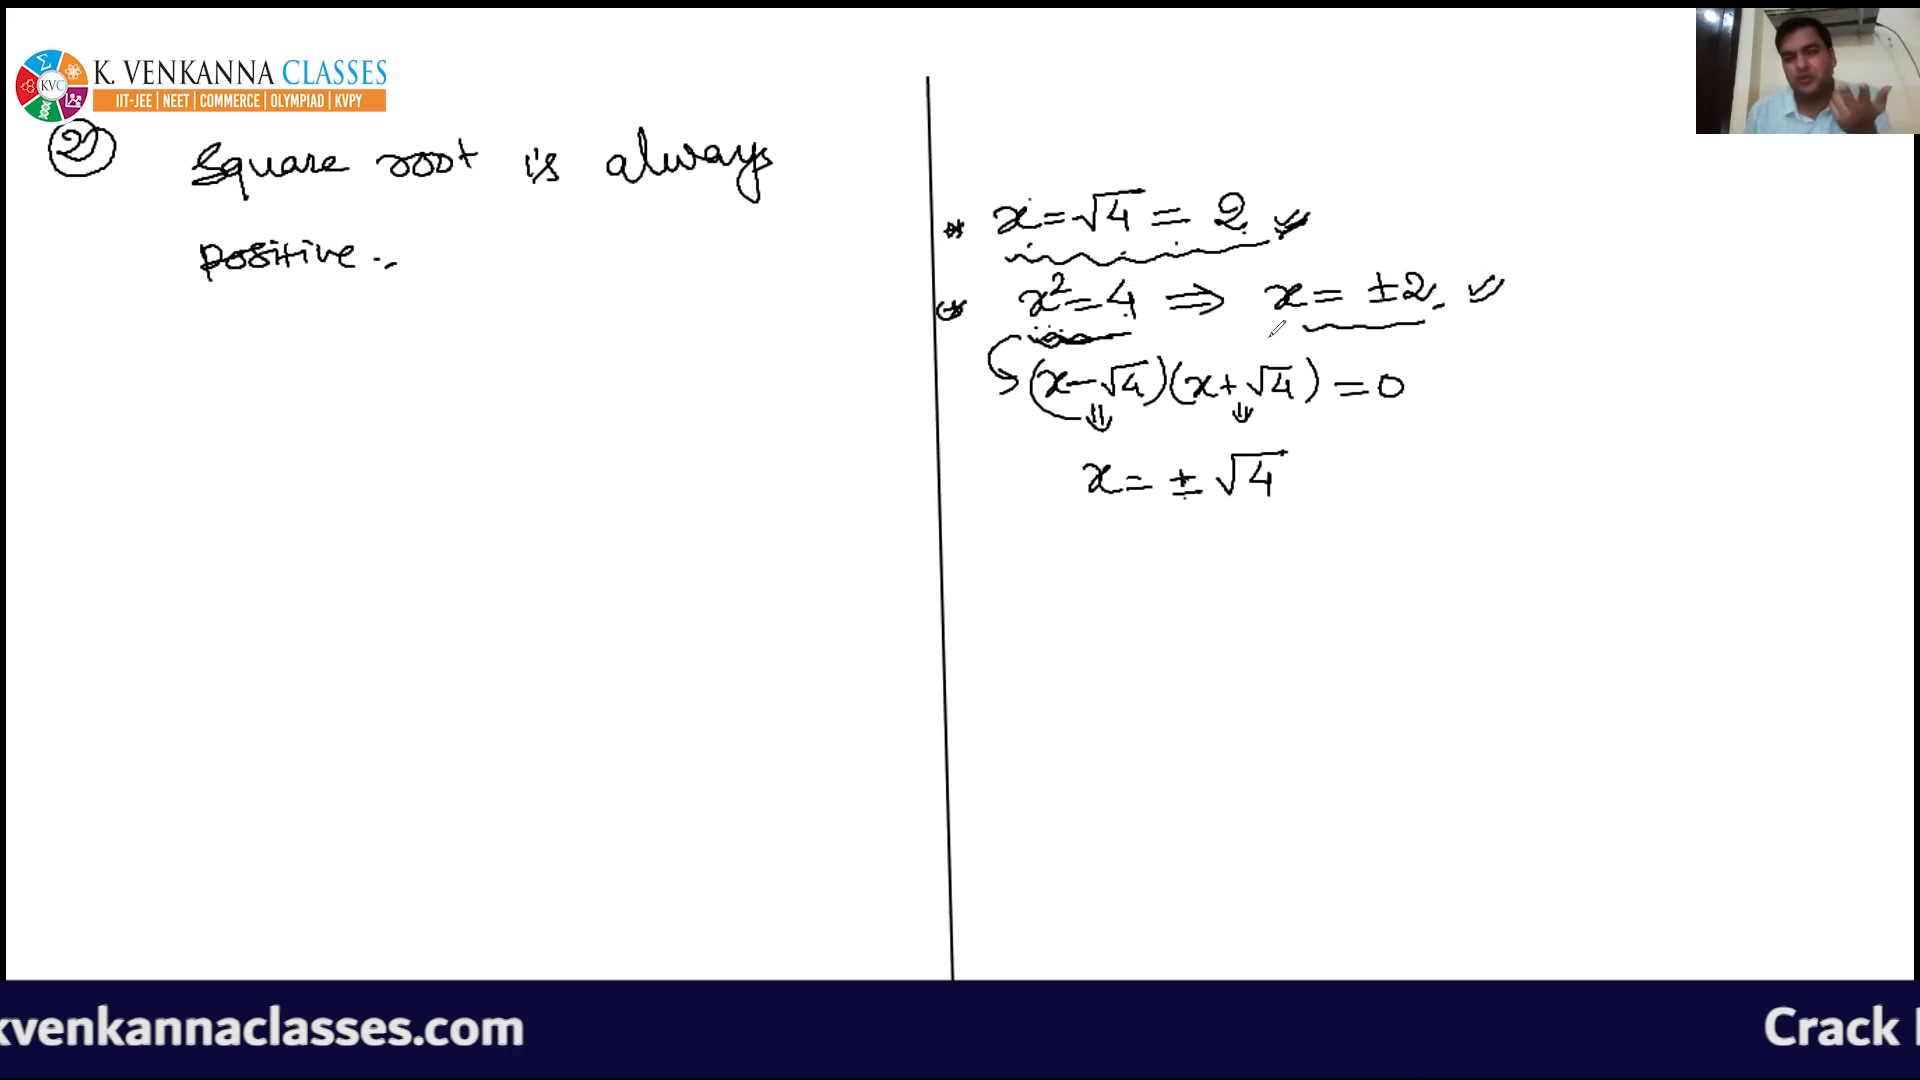 K. VENKANNA CLASSES
KVC
IIT-JEE | NEET | COMMERCE | OLYMPIAD | KVPY
② Square root is always
positive.
x = √4 = 2
x² = 4 ⇒ x = ±2
(x-√4)(x+√4) = 0
x = ± √4
kvenkannaclasses.com
Crack